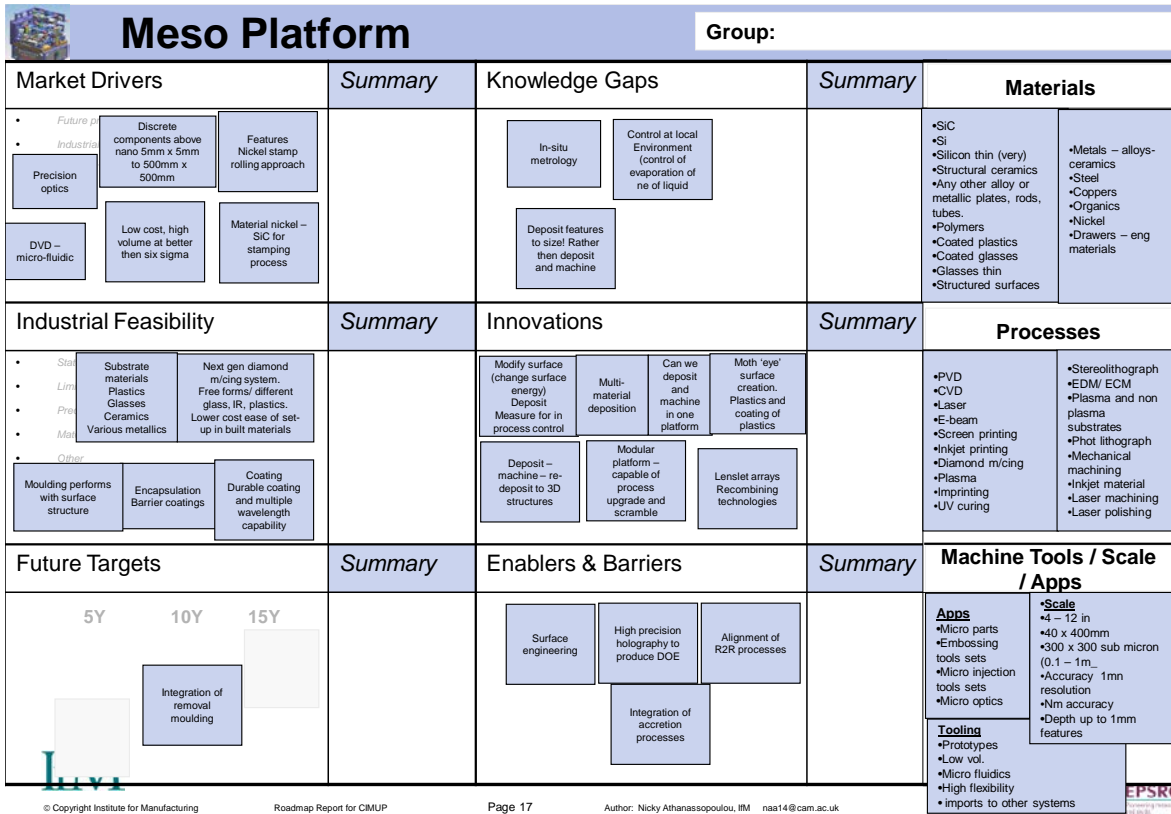 Meso Platform
Group:
Market Drivers
Summary
Knowledge Gaps
Summary
Materials
• Future
• Industrial
Discrete
components above
nano 5mm x 5mm
to 500mm x
500mm
Features
Nickel stamp
rolling approach
Precision
optics
DVD –
micro-fluidic
Low cost, high
volume at better
then six sigma
Material nickel –
SiC for
stamping
process
In-situ
metrology
Control at local
Environment
(control of
evaporation of
ne of liquid
Deposit features
to size! Rather
then deposit
and machine
•SiC
•Si
•Silicon thin (very)
•Structural ceramics
•Any other alloy or
metallic plates, rods,
tubes.
•Polymers
•Coated plastics
•Coated glasses
•Glasses thin
•Structured surfaces
•Metals – alloys-
ceramics
•Steel
•Coppers
•Organics
•Nickel
•Drawers – eng
materials
Industrial Feasibility
Summary
Innovations
Summary
Processes
•
•
•
•
• Other
Substrate
materials
Plastics
Glasses
Ceramics
Various metallics
Next gen diamond
m/cing system.
Free forms/ different
glass, IR, plastics.
Lower cost ease of set-
up in built materials
Moulding performs
with surface
structure
Encapsulation
Barrier coatings
Coating
Durable coating
and multiple
wavelength
capability
Modify surface
(change surface
energy)
Deposit
Measure for in
process control
Multi-
material
deposition
Can we
deposit
and
machine
in one
platform
Moth ‘eye’
surface
creation.
Plastics and
coating of
plastics
Deposit –
machine – re-
deposit to 3D
structures
Modular
platform –
capable of
process
upgrade and
scramble
Lenslet arrays
Recombining
technologies
•PVD
•CVD
•Laser
•E-beam
•Screen printing
•Inkjet printing
•Diamond m/cing
•Plasma
•Imprinting
•UV curing
•Stereolithograph
•EDM/ ECM
•Plasma and non
plasma
substrates
•Phot lithograph
•Mechanical
machining
•Inkjet material
•Laser machining
•Laser polishing
Future Targets
Summary
Enablers & Barriers
Summary
Machine Tools / Scale
/ Apps
5Y 10Y 15Y
Integration of
removal
moulding
Surface
engineering
High precision
holography to
produce DOE
Alignment of
R2R processes
Integration of
accretion
processes
Apps
•Micro parts
•Embossing
tools sets
•Micro injection
tools sets
•Micro optics
•Scale
•4 – 12 in
•40 x 400mm
•300 x 300 sub micron
(0.1 – 1m_
•Accuracy 1mn
resolution
•Nm accuracy
•Depth up to 1mm
features
Tooling
•Prototypes
•Low vol.
•Micro fluidics
•High flexibility
• imports to other systems
© Copyright Institute for Manufacturing
Roadmap Report for CIMUP
Page 17
Author: Nicky Athanassopoulou, IfM naa14@cam.ac.uk